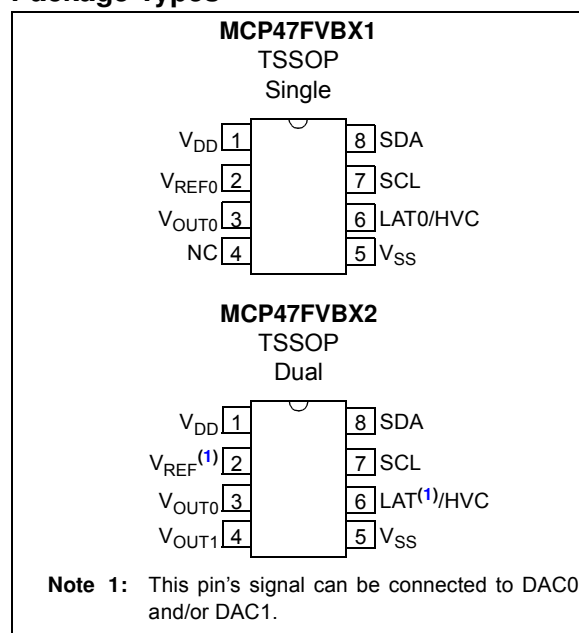 Package Types
MCP47FVBX1
TSSOP
Single
VDD 1 8 SDA
VREF0 2 7 SCL
VOUT0 3 6 LAT0/HVC
NC 4 5 VSS
MCP47FVBX2
TSSOP
Dual
VDD 1 8 SDA
VREF(1) 2 7 SCL
VOUT0 3 6 LAT(1)/HVC
VOUT1 4 5 VSS
Note 1: This pin's signal can be connected to DAC0
and/or DAC1.